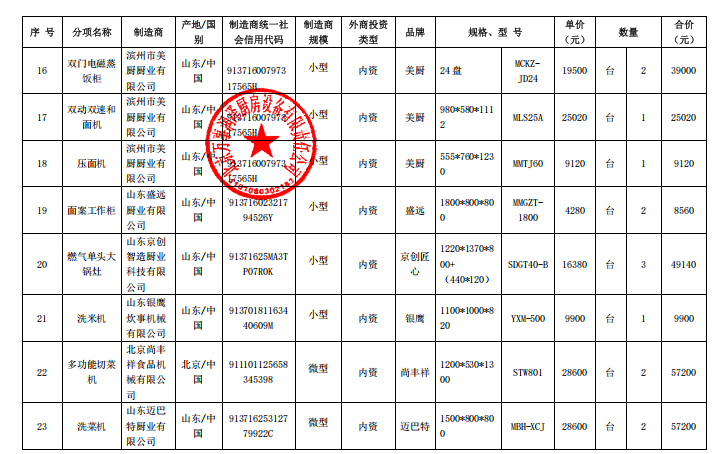 序 号 分项名称 制造商 产地/国别 制造商统一社会信用代码 制造商规模 外商投资类型 品牌 规格、型 号 单价（元） 数量 合价（元）
16 双门电磁蒸饭柜 滨州市美厨厨业有限公司 山东/中国 91371600797317565H 小型 内资 美厨 24 盘 MCKZ-JD24 19500 台 2 39000
17 双动双速和面机 滨州市美厨厨业有限公司 山东/中国 91371600797317565H 小型 内资 美厨 980*580*1112 MLS25A 25020 台 1 25020
18 压面机 滨州市美厨厨业有限公司 山东/中国 91371600797317565H 小型 内资 美厨 555*760*1230 MMTJ60 9120 台 1 9120
19 面案工作柜 山东盛远厨业有限公司 山东/中国 91371602321794526Y 小型 内资 盛远 1800*800*800 MMGZT-1800 4280 台 2 8560
20 燃气单头大锅灶 山东京创智造厨业科技有限公司 山东/中国 91371625MA3TP07R0K 小型 内资 京创匠心 1220*1370*800+（440*120） SDGT40-B 16380 台 3 49140
21 洗米机 山东银鹰炊事机械有限公司 山东/中国 91370181163440609M 小型 内资 银鹰 1100*1000*820 YXM-500 9900 台 1 9900
22 多功能切菜机 北京尚丰祥食品机械有限公司 北京/中国 911101125658345398 微型 内资 尚丰祥 1200*530*1300 STW801 28600 台 2 57200
23 洗菜机 山东迈巴特厨业有限公司 山东/中国 91371625312779922C 微型 内资 迈巴特 1500*800*800 MBH-XCJ 28600 台 2 57200